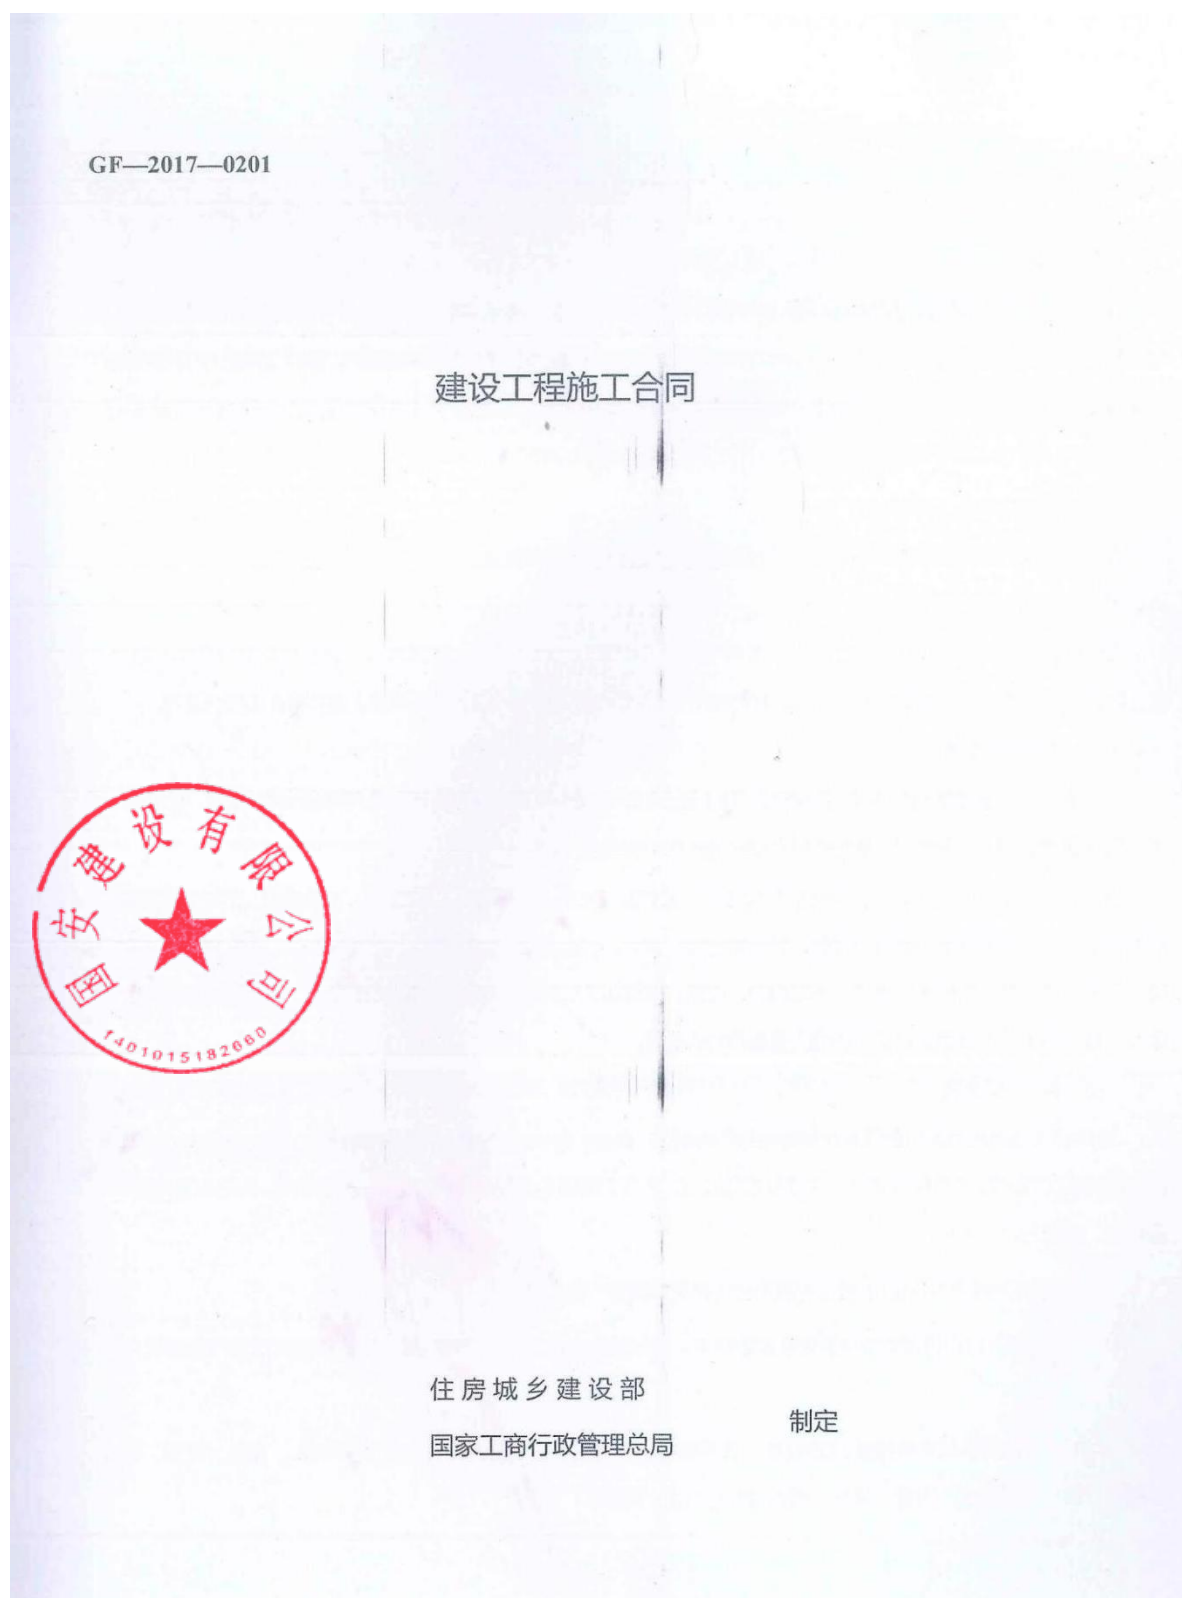 GF—2017—0201
建设工程施工合同
国安建设有限公司
1401015182660
住房城乡建设部
制定
国家工商行政管理总局